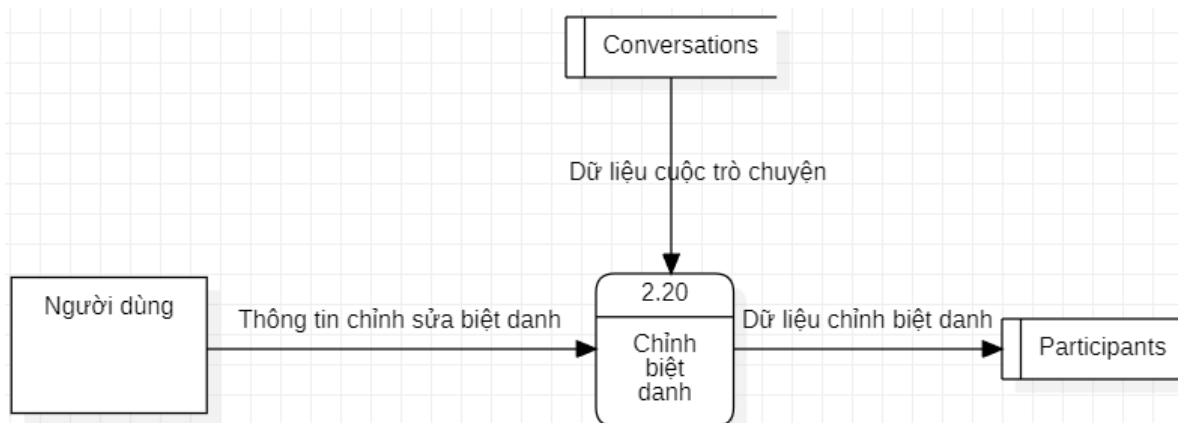 Conversations
Dữ liệu cuộc trò chuyện
Người dùng
Thông tin chỉnh sửa biệt danh
2.20
Chỉnh
biệt
danh
Dữ liệu chỉnh biệt danh
Participants